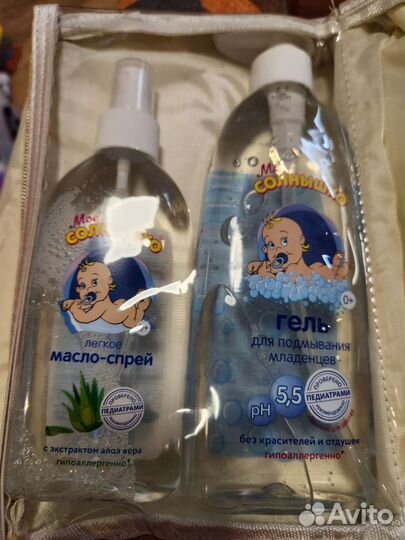 Моё
СОЛНЫШКО
лёгкое
масло-спрей
ПРОВЕРЕНО
ПЕДИАТРАМИ
с экстрактом алоэ вера
гипоаллергенно*
Моё
СОЛНЫШКО
0+
гель
для подмывания
младенцев
pH 5,5
ПРОВЕРЕНО
ПЕДИАТРАМИ
без красителей и отдушек
гипоаллергенно*
Avito